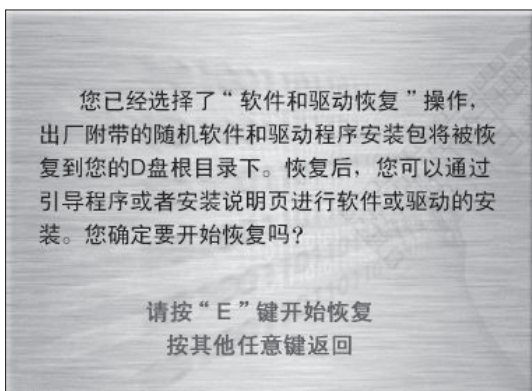 您已经选择了“软件和驱动恢复”操作,
出厂附带的随机软件和驱动程序安装包将被恢
复到您的D盘根目录下。恢复后,您可以通过
引导程序或者安装说明页进行软件或驱动的安
装。您确定要开始恢复吗?
请按“E”键开始恢复
按其他任意键返回